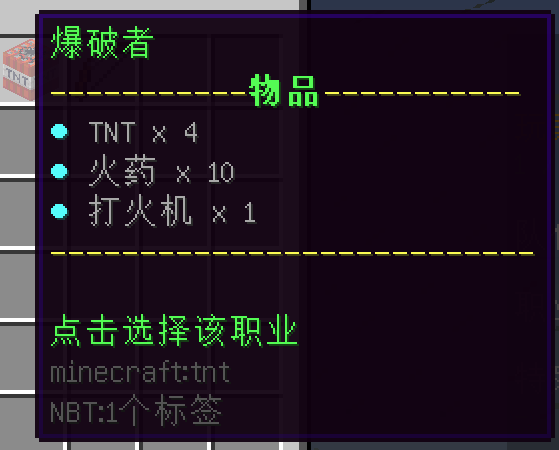 爆破者
-----------物品-----------
● TNT x 4
● 火药 x 10
● 打火机 x 1
---------------------------
点击选择该职业
minecraft:tnt
NBT:1个标签
TNT